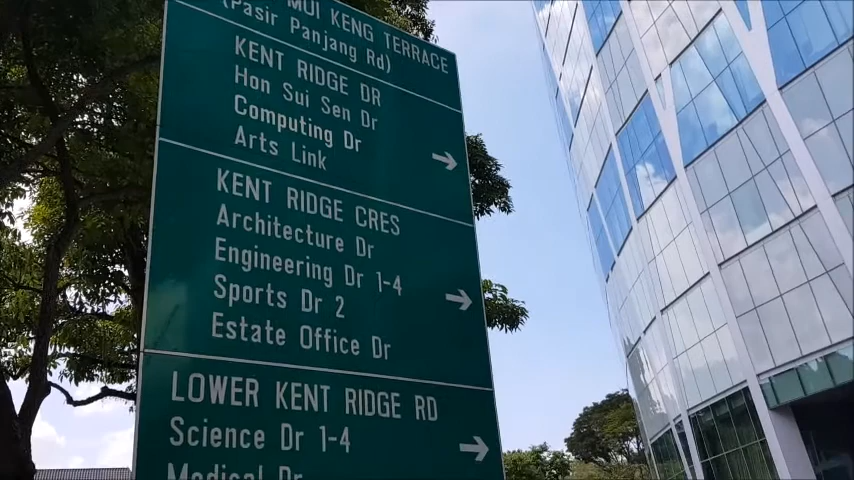 MOI KENG TERRACE
(Pasir Panjang Rd)
KENT RIDGE DR
Hon Sui Sen Dr
Computing Dr
Arts Link
KENT RIDGE CRES
Architecture Dr
Engineering Dr 1-4
Sports Dr 2
Estate Office Dr
LOWER KENT RIDGE RD
Science Dr 1-4
Medical Dr